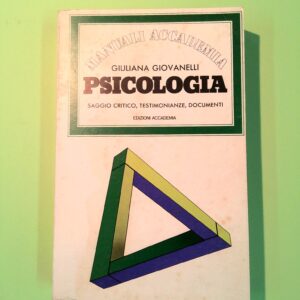 MANUALI ACCADEMIA
GIULIANA GIOVANELLI
PSICOLOGIA
SAGGIO CRITICO, TESTIMONIANZE, DOCUMENTI
EDIZIONI ACCADEMIA